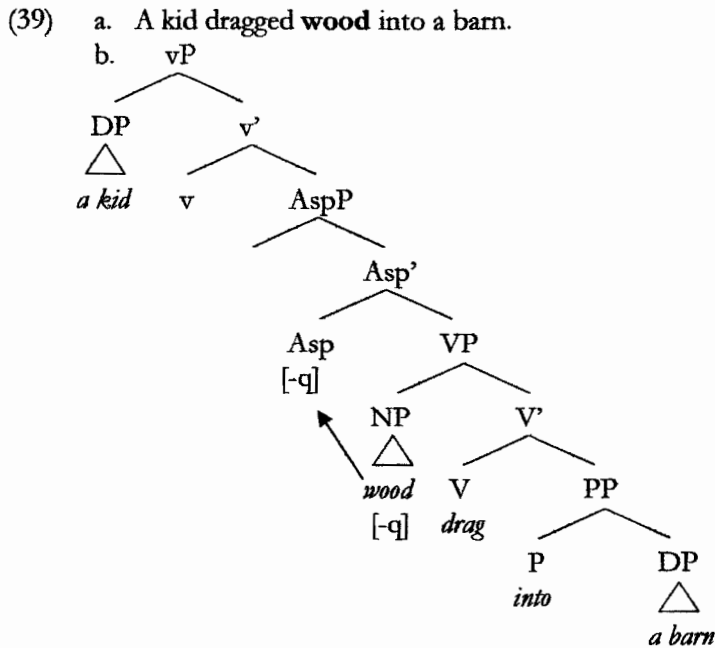 (39) a. A kid dragged wood into a barn.
b. vP
DP v’
a kid v AspP
Asp’
Asp VP
[-q]
NP V’
wood V PP
[-q] drag
P DP
into
a barn